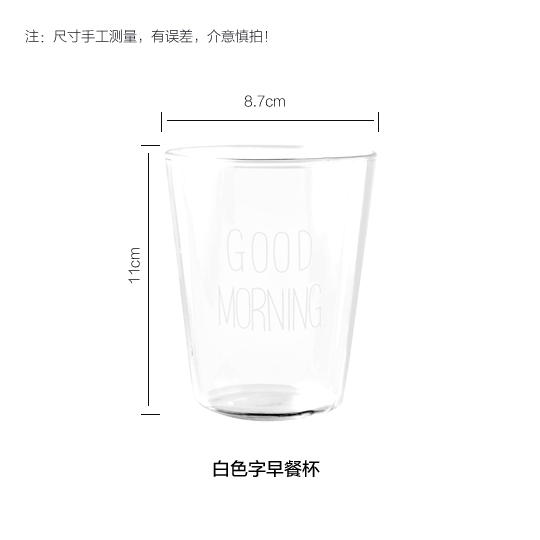 注：尺寸手工测量，有误差，介意慎拍！
8.7cm
11cm
GOOD
MORNING
白色字早餐杯